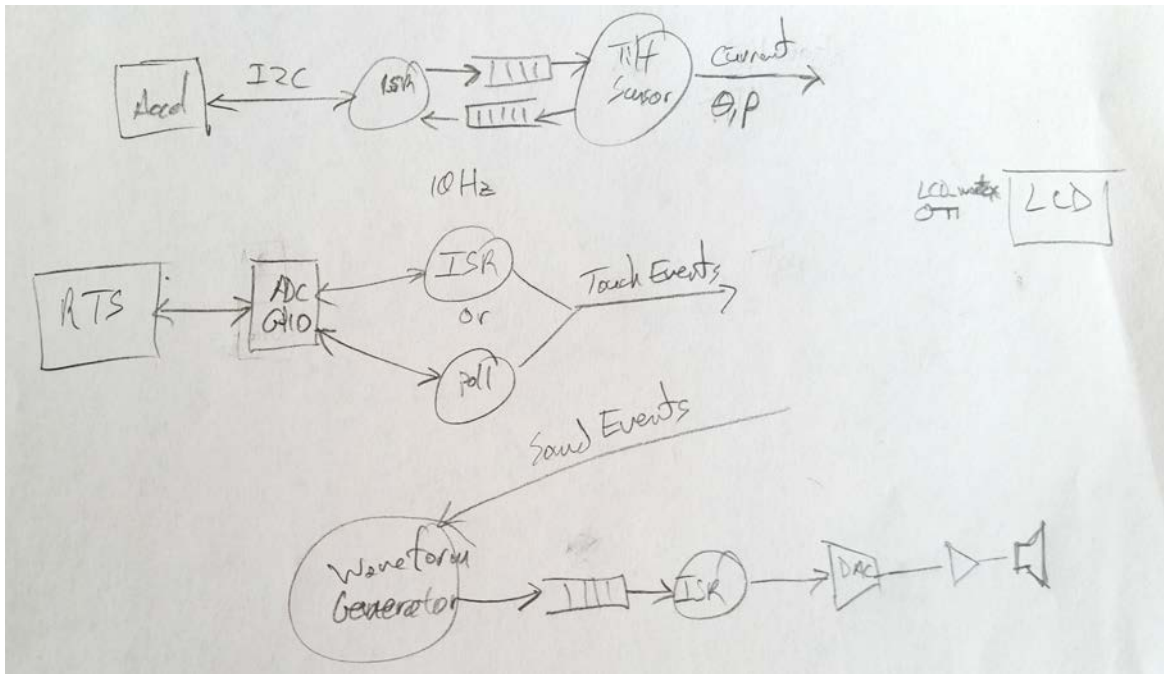 Accel
I2C
ISR
Tilt
Sensor
Current
θ, ρ
10 Hz
LCD_mutex
LCD
RTS
ADC
GPIO
ISR
or
Poll
Touch Events
Sound Events
Waveform
Generator
ISR
DAC